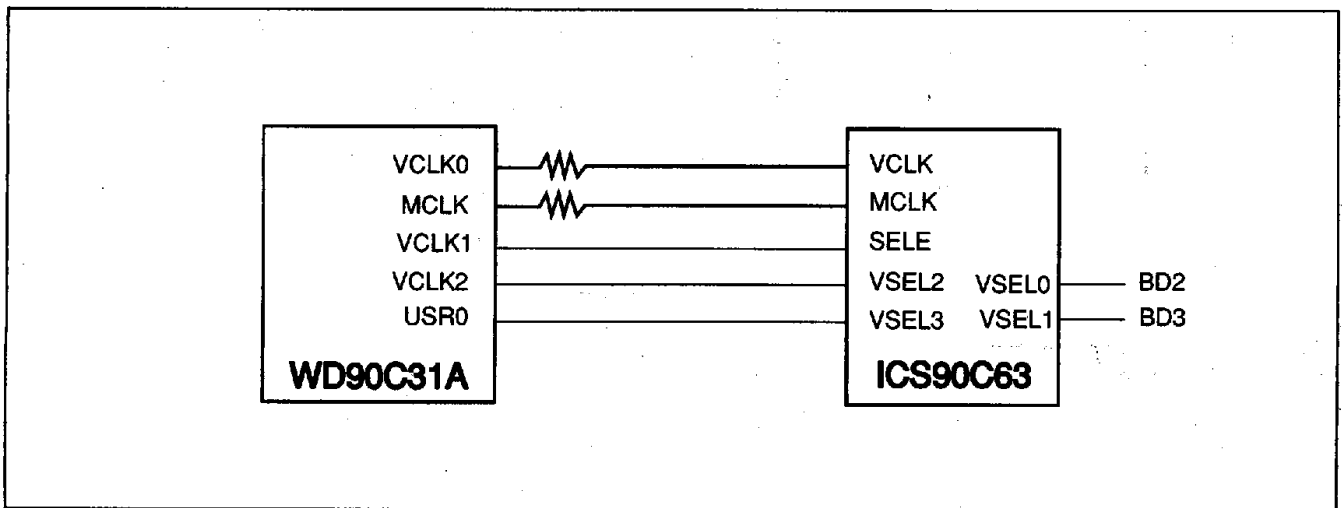 VCLK0
MCLK
VCLK1
VCLK2
USR0
WD90C31A
VCLK
MCLK
SELE
VSEL2 VSEL0 BD2
VSEL3 VSEL1 BD3
ICS90C63